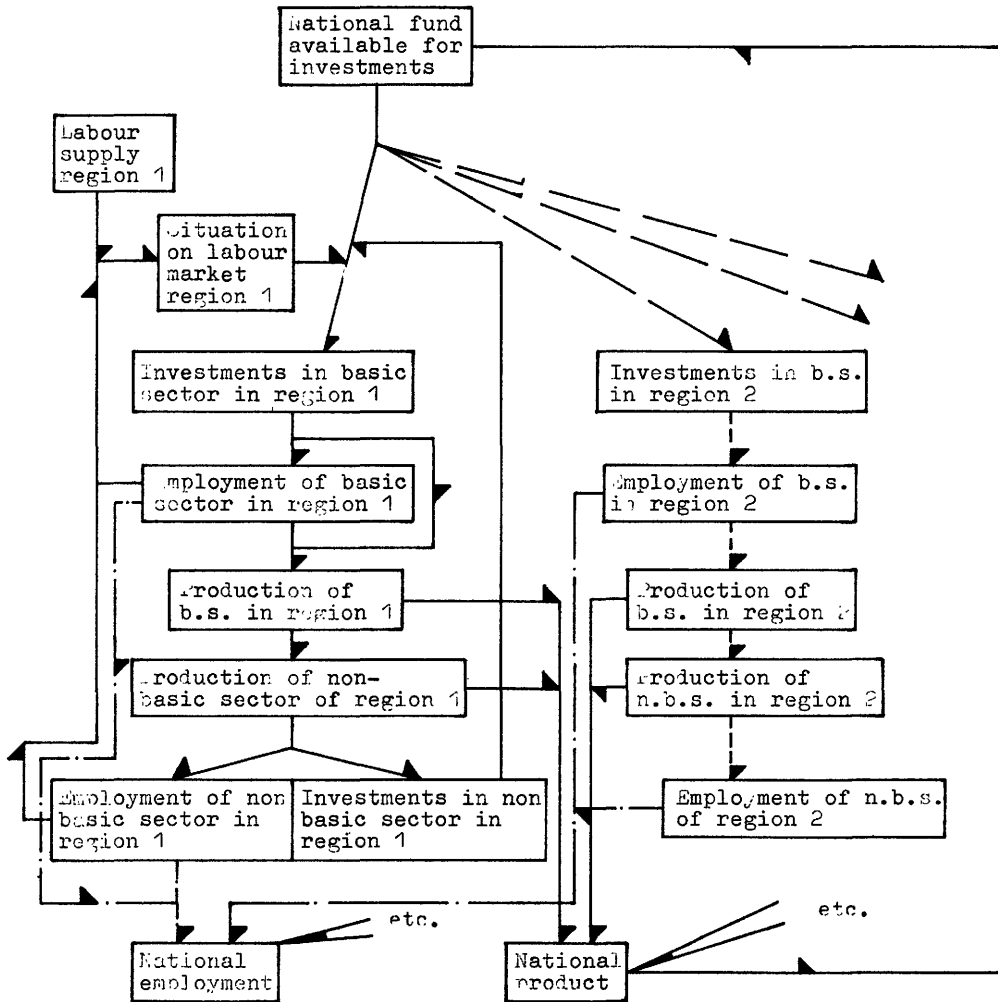 National fund
available for
investments
Labour
supply
region 1
Situation
on labour
market
region 1
Investments in basic
sector in region 1
Investments in b.s.
in region 2
Employment of basic
sector in region 1
Employment of b.s.
in region 2
Production of
b.s. in region 1
Production of
b.s. in region 2
Production of non-
basic sector of region 1
Production of
n.b.s. in region 2
Employment of non
basic sector in
region 1
Investments in non
basic sector in
region 1
Employment of n.b.s.
of region 2
etc.
etc.
National
employment
National
product